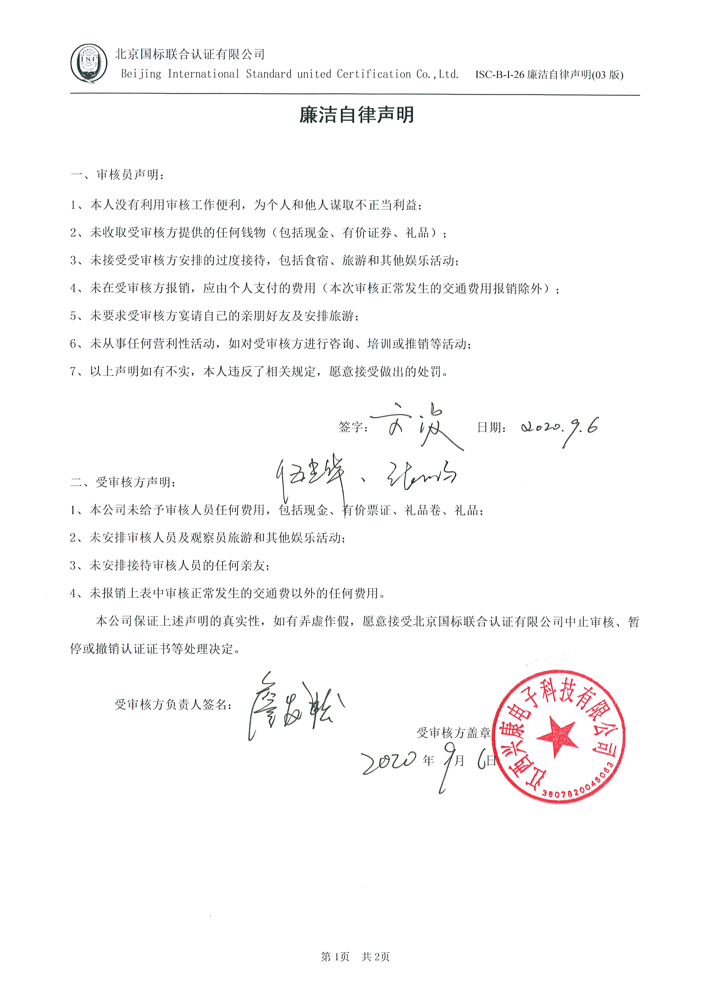 ISC
北京国标联合认证有限公司
Beijing International Standard united Certification Co.,Ltd. ISC-B-I-26 廉洁自律声明(03 版)
廉洁自律声明
一、审核员声明：
1、本人没有利用审核工作便利，为个人和他人谋取不正当利益；
2、未收取受审核方提供的任何钱物（包括现金、有价证券、礼品）；
3、未接受受审核方安排的过度接待，包括食宿、旅游和其他娱乐活动；
4、未在受审核方报销，应由个人支付的费用（本次审核正常发生的交通费用报销除外）；
5、未要求受审核方宴请自己的亲朋好友及安排旅游；
6、未从事任何营利性活动，如对受审核方进行咨询、培训或推销等活动；
7、以上声明如有不实，本人违反了相关规定，愿意接受做出的处罚。
签字： 文波 日期： 2020.9.6
二、受审核方声明：
1、本公司未给予审核人员任何费用，包括现金、有价票证、礼品卷、礼品；
2、未安排审核人员及观察员旅游和其他娱乐活动；
3、未安排接待审核人员的任何亲友；
4、未报销上表中审核正常发生的交通费以外的任何费用。
本公司保证上述声明的真实性，如有弄虚作假，愿意接受北京国标联合认证有限公司中止审核、暂
停或撤销认证证书等处理决定。
受审核方负责人签名：
受审核方盖章
2020 年 9月 6日
江西兴康电子科技有限公司
3607820045063
第 1页 共 2页